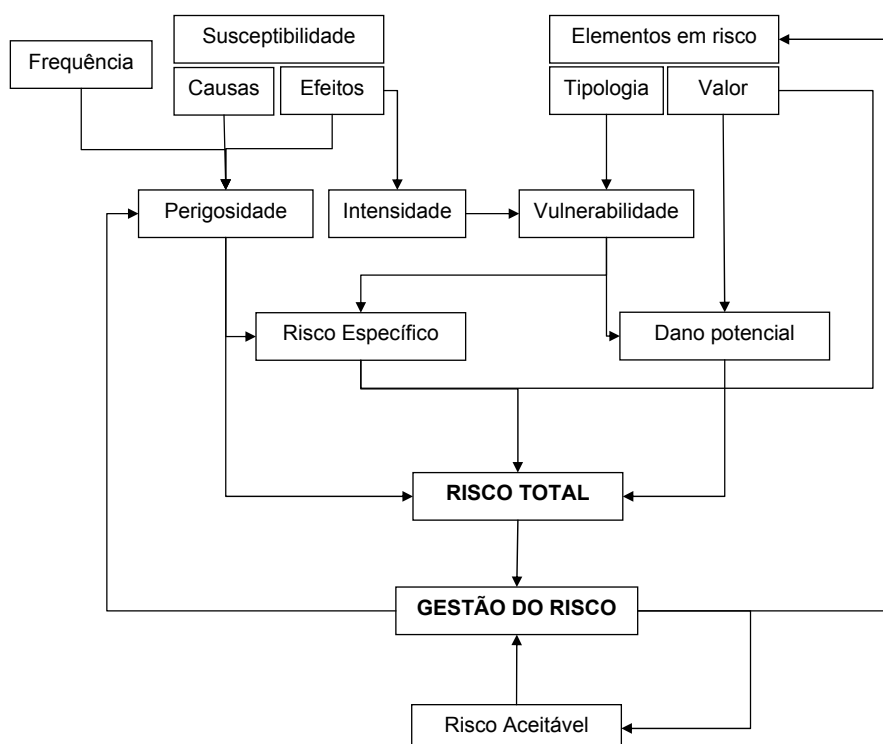 Susceptibilidade
Elementos em risco
Frequência
Causas
Efeitos
Tipologia
Valor
Perigosidade
Intensidade
Vulnerabilidade
Risco Específico
Dano potencial
RISCO TOTAL
GESTÃO DO RISCO
Risco Aceitável